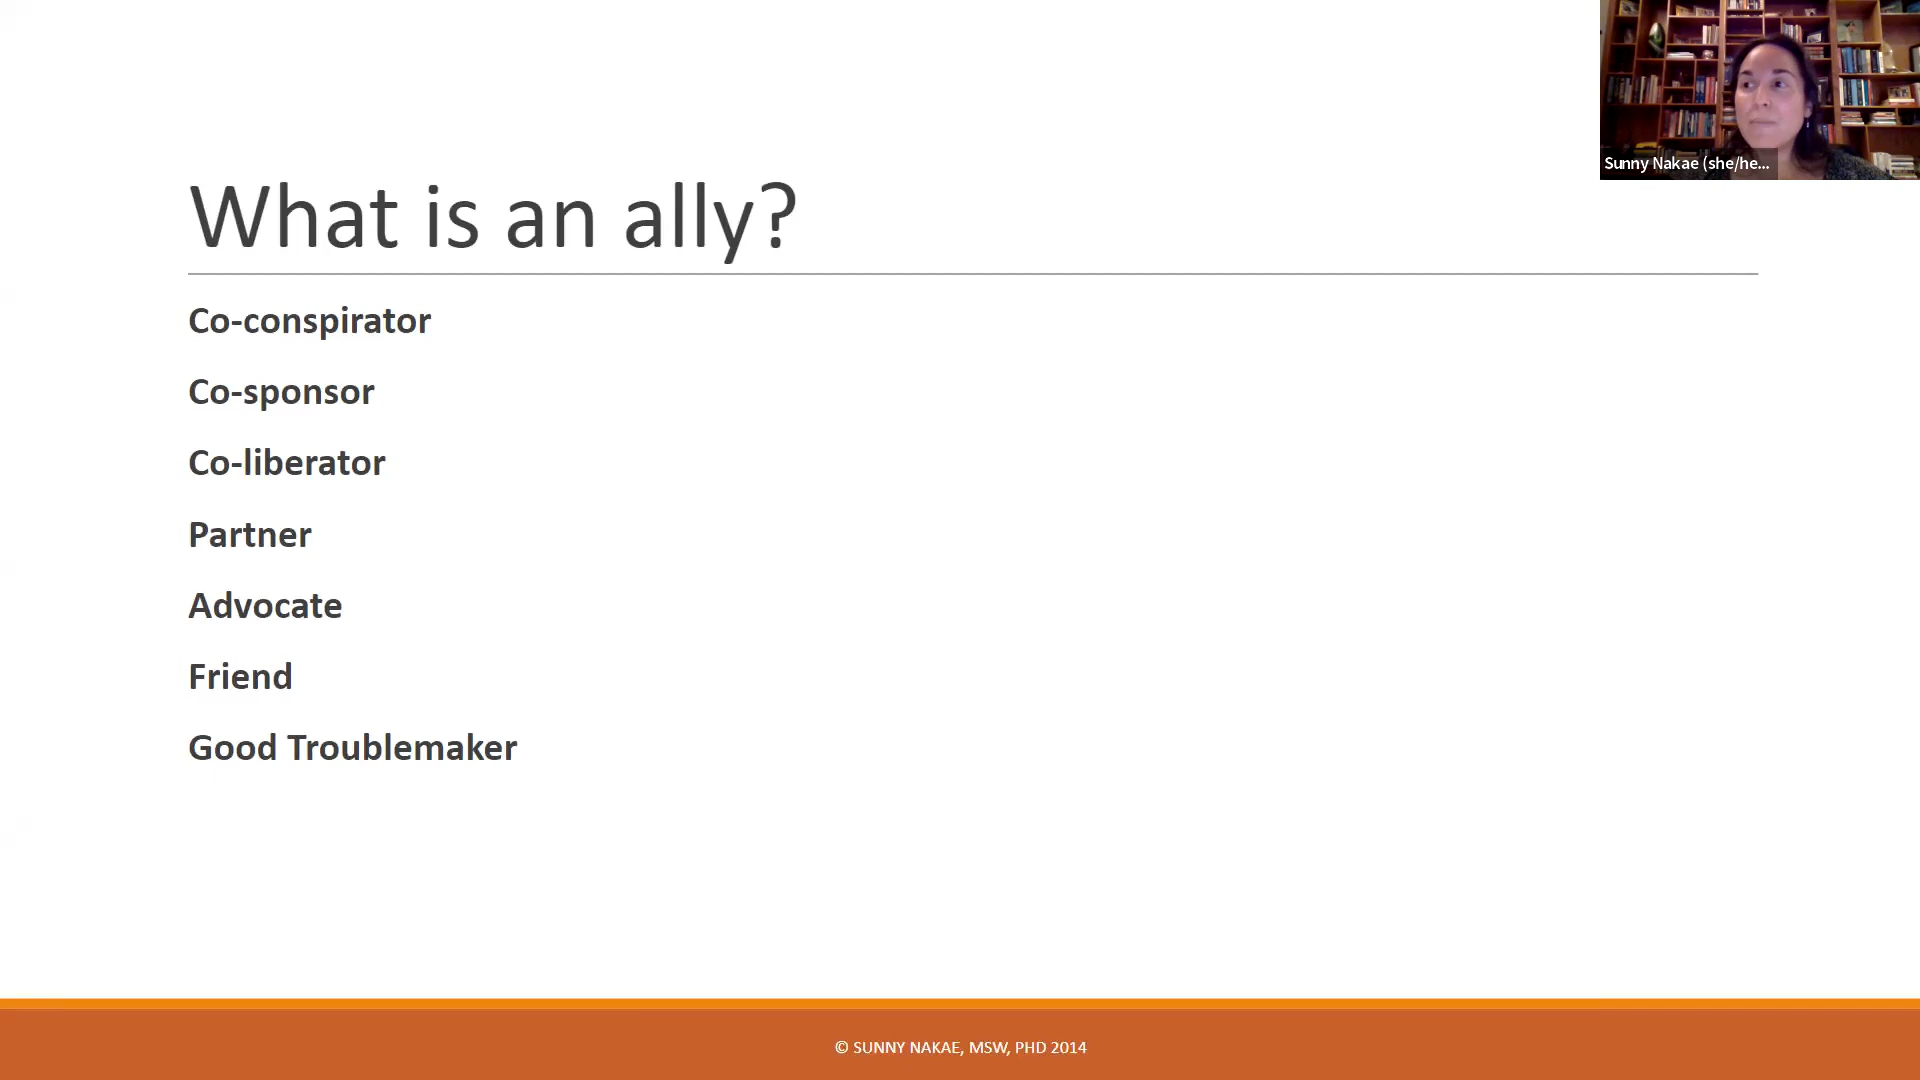 Sunny Nakae (she/he...
What is an ally?
Co-conspirator
Co-sponsor
Co-liberator
Partner
Advocate
Friend
Good Troublemaker
© SUNNY NAKAE, MSW, PHD 2014